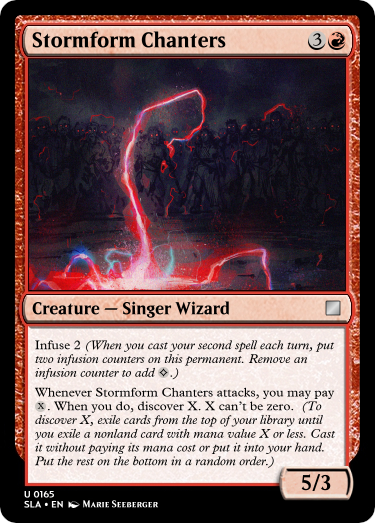 Stormform Chanters 3
Creature — Singer Wizard
Infuse 2 (When you cast your second spell each turn, put
two infusion counters on this permanent. Remove an
infusion counter to add .)
Whenever Stormform Chanters attacks, you may pay
X. When you do, discover X. X can't be zero. (To
discover X, exile cards from the top of your library until
you exile a nonland card with mana value X or less. Cast
it without paying its mana cost or put it into your hand.
Put the rest on the bottom in a random order.)
5/3
U 0165
SLA • EN Marie Seeberger